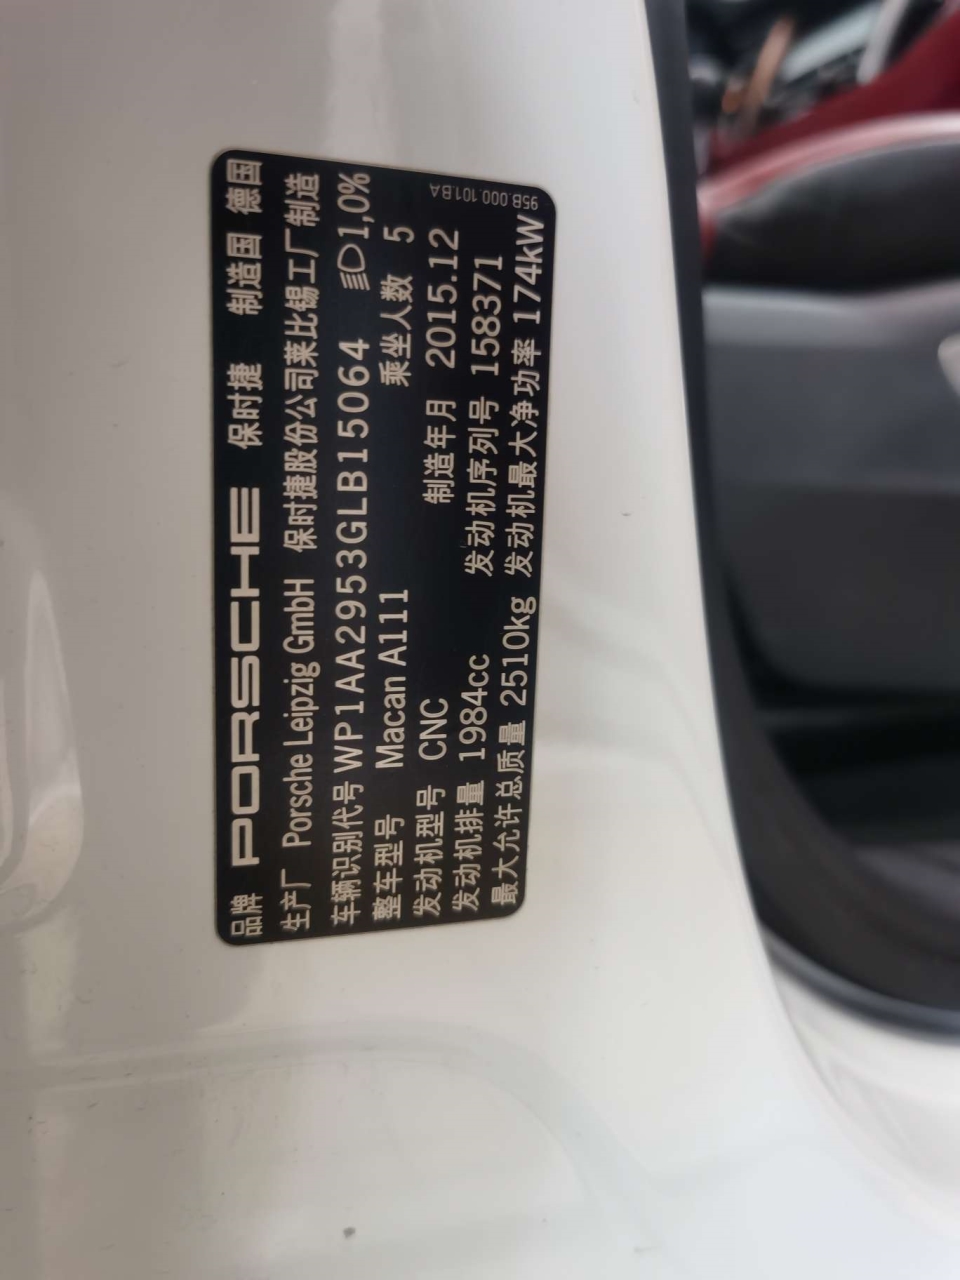 品牌 PORSCHE 保时捷 制造国 德国
生产厂 Porsche Leipzig GmbH 保时捷股份公司莱比锡工厂制造
车辆识别代号 WP1AA2953GLB15064 1,0%
整车型号 Macan A111 乘坐人数 5
发动机型号 CNC 制造年月 2015.12
发动机排量 1984cc 发动机序列号 158371
最大允许总质量 2510kg 发动机最大净功率 174kW
95B.000.101.BA